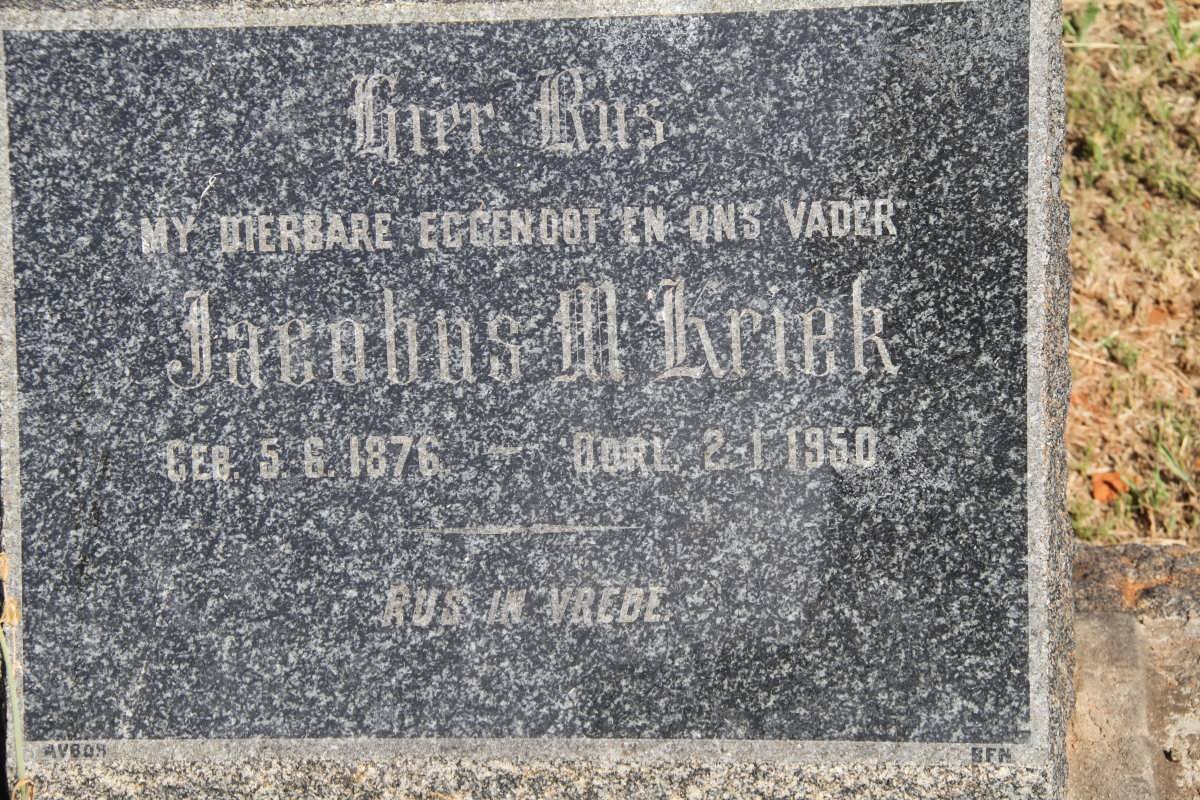 Hier Rus
MY DIERBARE EGGENOOT EN ONS VADER
Jacobus M Kriek
GEB. 5.6.1876 – OORL. 2-1.1950
RUS IN VREDE.
AVBOB BFN